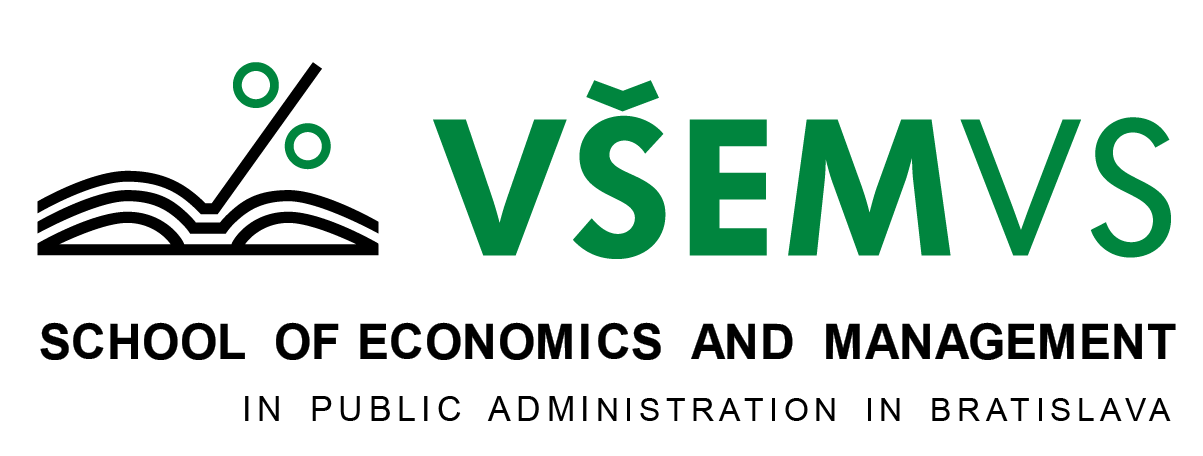 VŠEMVS
SCHOOL OF ECONOMICS AND MANAGEMENT
IN PUBLIC ADMINISTRATION IN BRATISLAVA